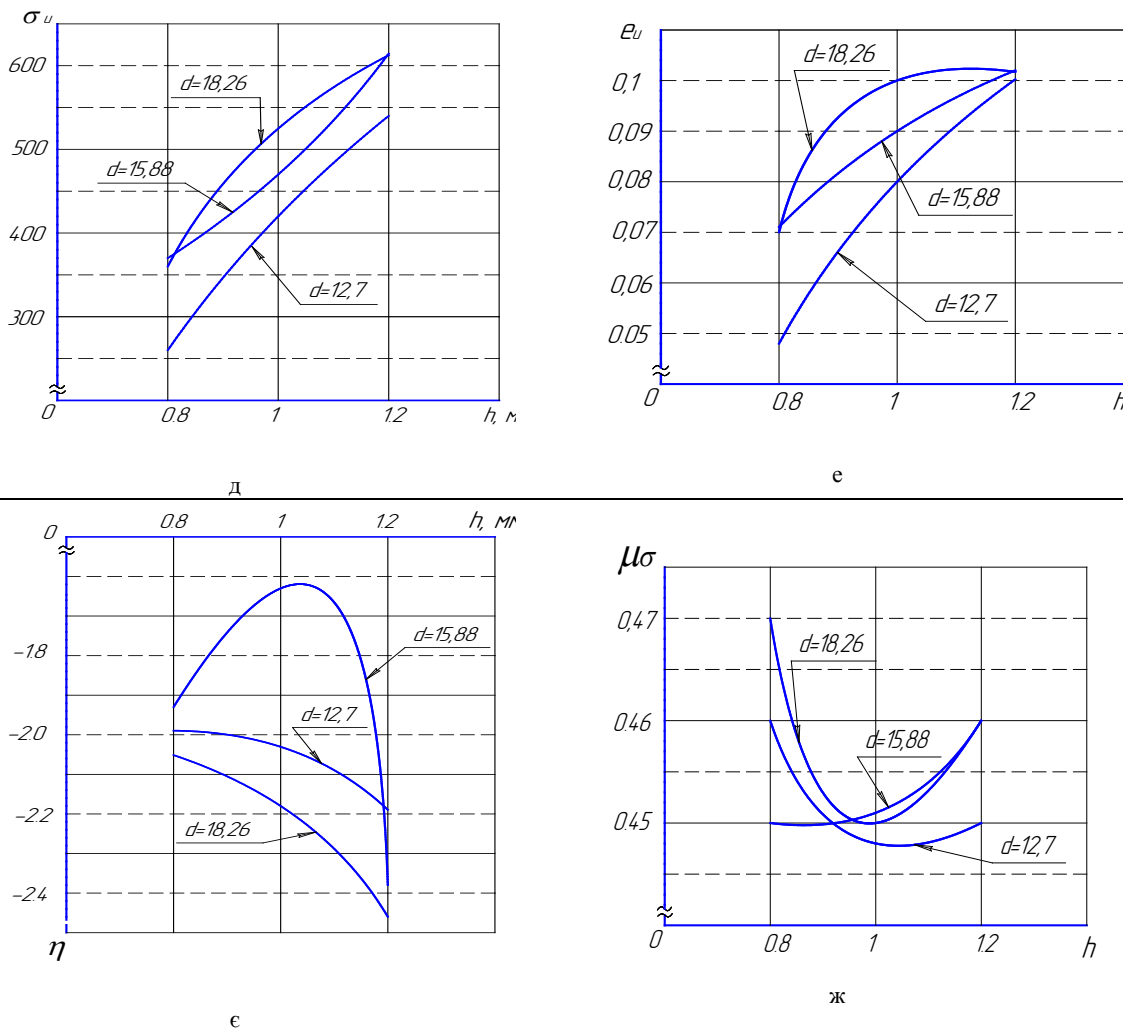 σ и
600
500
400
300
0
0.8
1
1.2
h, м
d=18,26
d=15,88
d=12,7
д
eи
0,1
0,09
0,08
0,07
0,06
0.05
0
0.8
1
1.2
h
d=18,26
d=15,88
d=12,7
е
0
0.8
1
1.2
h, мм
-1.8
-2.0
-2.2
-2.4
η
d=15,88
d=12,7
d=18,26
є
μσ
0,47
0.46
0.45
0
0.8
1
1.2
h
d=18,26
d=15,88
d=12,7
ж